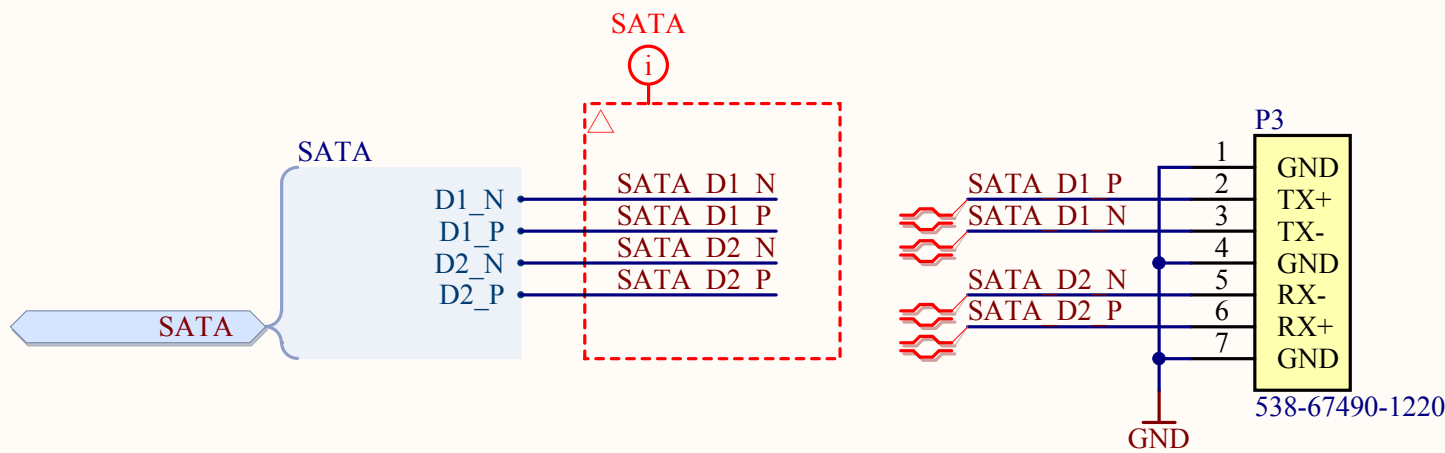 SATA
i
SATA
D1_N
D1_P
D2_N
D2_P
SATA
SATA_D1_N
SATA_D1_P
SATA_D2_N
SATA_D2_P
SATA_D1_P
SATA_D1_N
SATA_D2_N
SATA_D2_P
P3
1 GND
2 TX+
3 TX-
4 GND
5 RX-
6 RX+
7 GND
538-67490-1220
GND